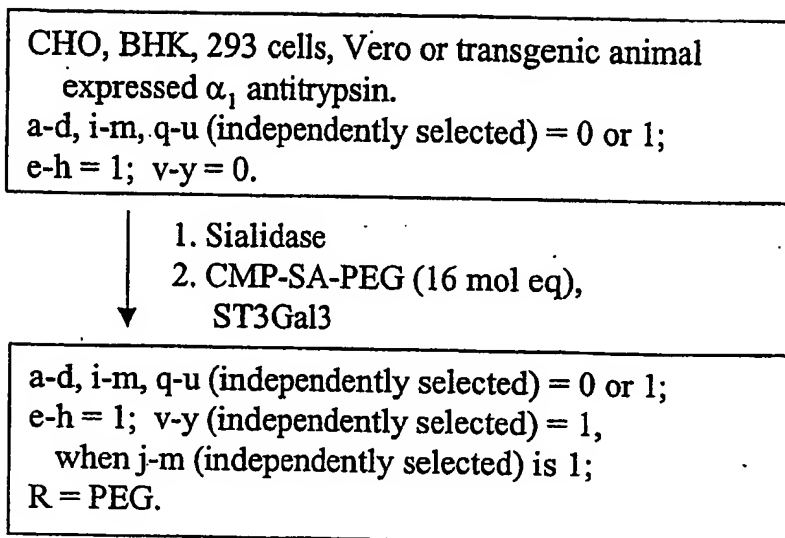 CHO, BHK, 293 cells, Vero or transgenic animal
expressed α₁ antitrypsin.
a-d, i-m, q-u (independently selected) = 0 or 1;
e-h = 1; v-y = 0.
1. Sialidase
2. CMP-SA-PEG (16 mol eq),
ST3Gal3
a-d, i-m, q-u (independently selected) = 0 or 1;
e-h = 1; v-y (independently selected) = 1,
when j-m (independently selected) is 1;
R = PEG.